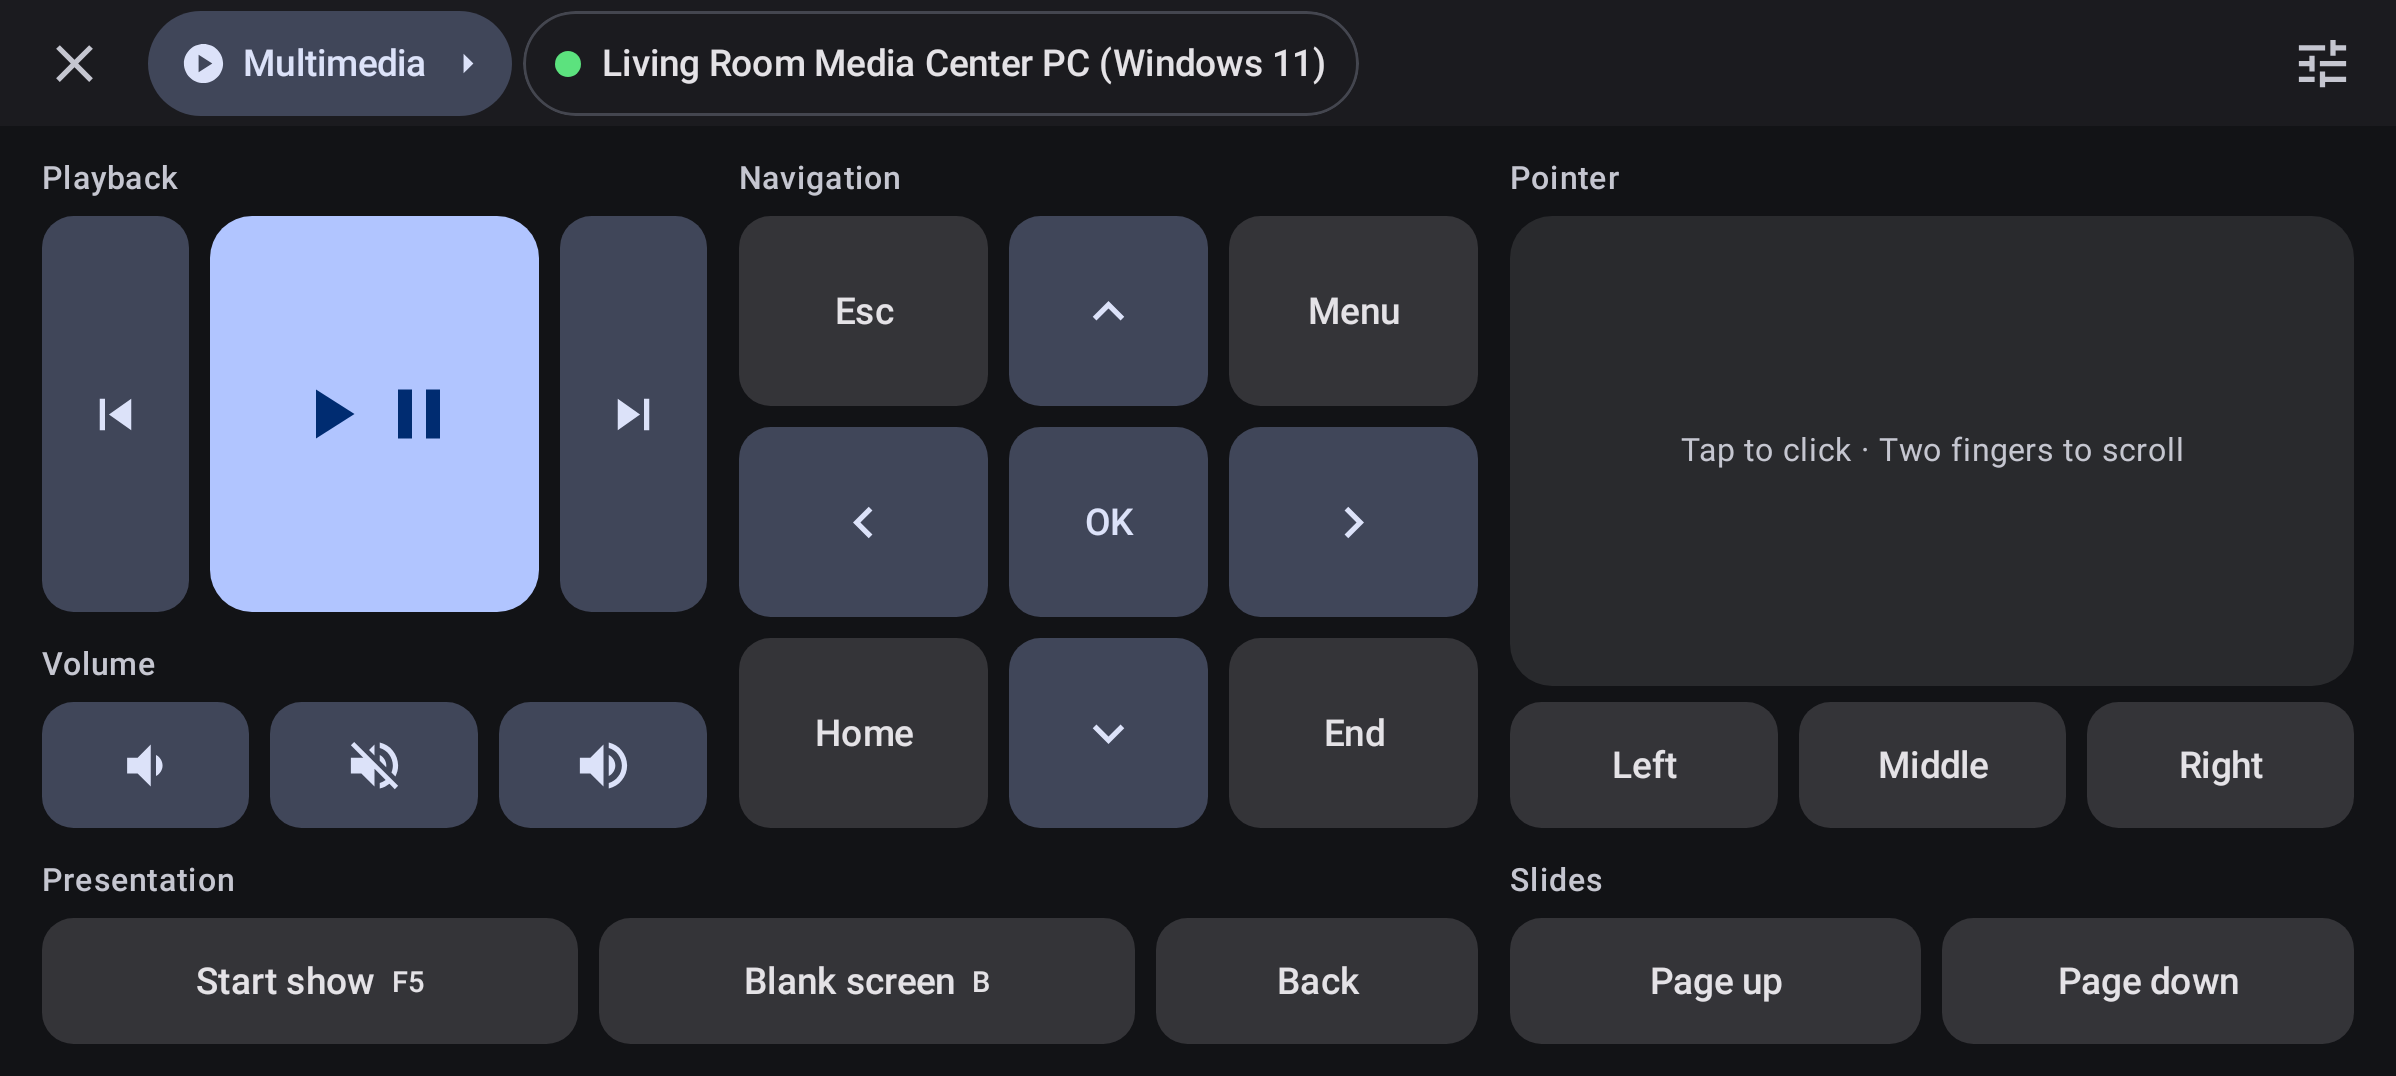 Multimedia
Living Room Media Center PC (Windows 11)
Playback
Navigation
Pointer
Esc
Menu
Tap to click · Two fingers to scroll
OK
Volume
Home
End
Left
Middle
Right
Presentation
Slides
Start show F5
Blank screen B
Back
Page up
Page down